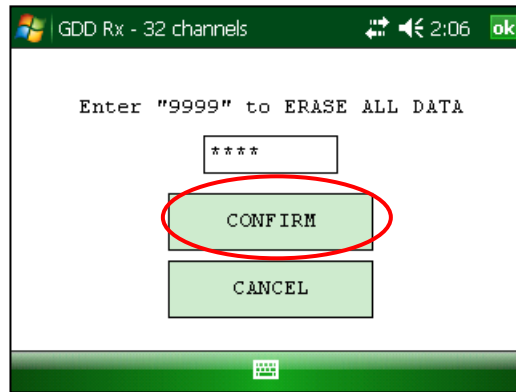 GDD Rx - 32 channels 2:06 ok
Enter "9999" to ERASE ALL DATA
****
CONFIRM
CANCEL